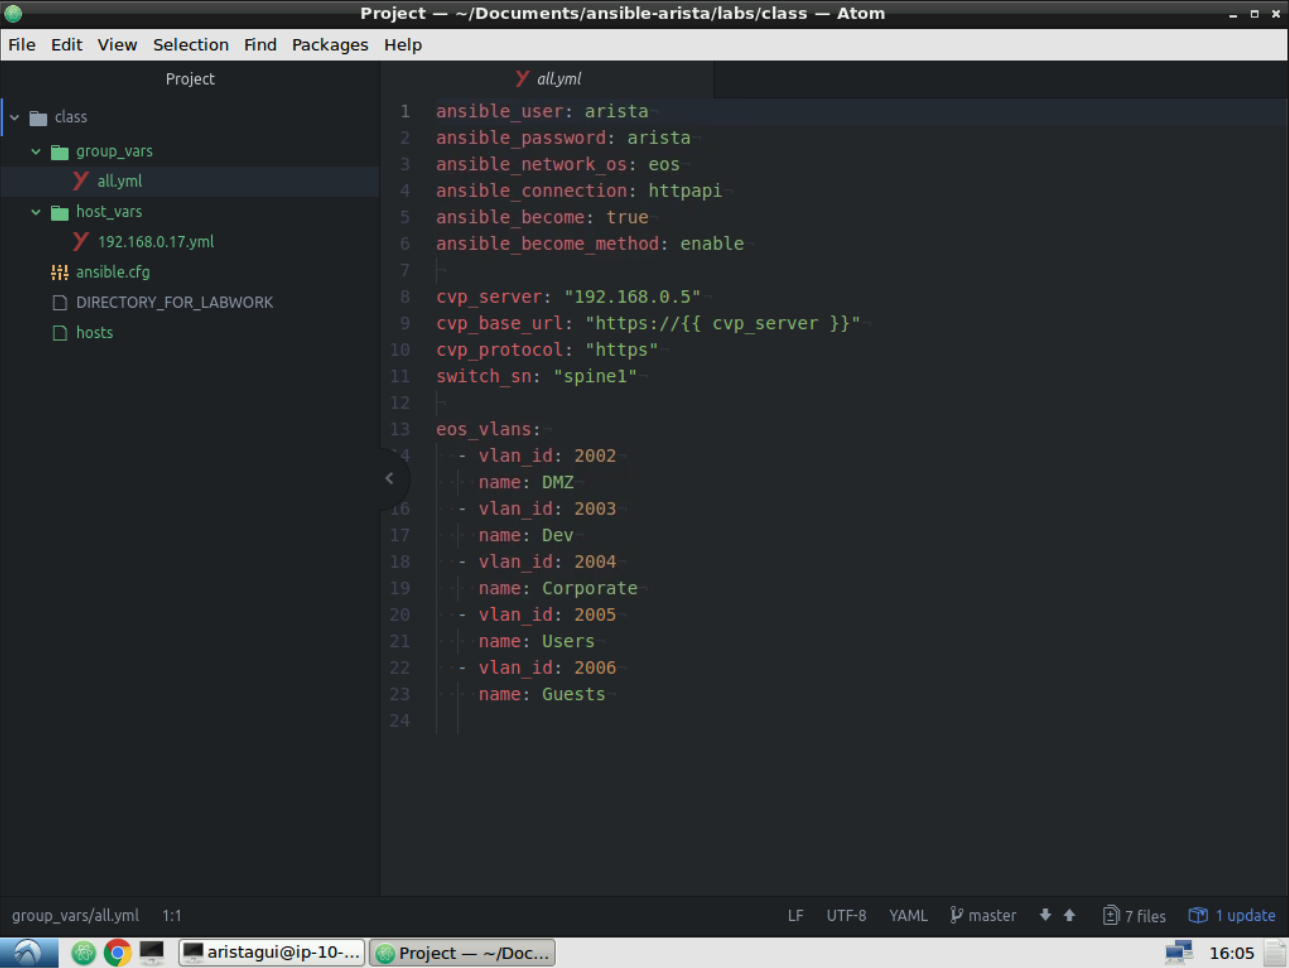 Project — ~/Documents/ansible-arista/labs/class — Atom
File Edit View Selection Find Packages Help
Project
all.yml
class
group_vars
all.yml
host_vars
192.168.0.17.yml
ansible.cfg
DIRECTORY_FOR_LABWORK
hosts
1 ansible_user: arista
2 ansible_password: arista
3 ansible_network_os: eos
4 ansible_connection: httpapi
5 ansible_become: true
6 ansible_become_method: enable
7
8 cvp_server: "192.168.0.5"
9 cvp_base_url: "https://{{ cvp_server }}"
10 cvp_protocol: "https"
11 switch_sn: "spine1"
12
13 eos_vlans:
14 - vlan_id: 2002
name: DMZ
16 - vlan_id: 2003
17 name: Dev
18 - vlan_id: 2004
19 name: Corporate
20 - vlan_id: 2005
21 name: Users
22 - vlan_id: 2006
23 name: Guests
24
group_vars/all.yml 1:1 LF UTF-8 YAML master 7 files 1 update
aristagui@ip-10-... Project — ~/Doc... 16:05